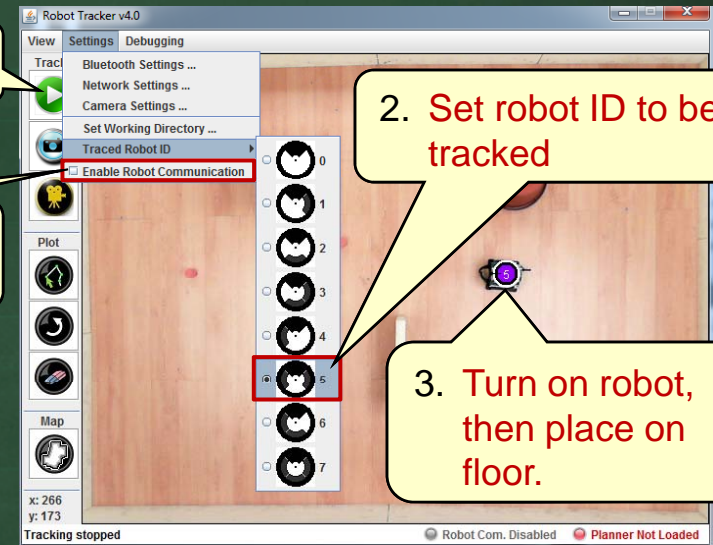 Robot Tracker v4.0
View Settings Debugging
Bluetooth Settings ...
Network Settings ...
Camera Settings ...
Set Working Directory ...
Traced Robot ID
Enable Robot Communication
0
1
2
3
4
5
6
7
2. Set robot ID to be
tracked
5
3. Turn on robot,
then place on
floor.
Plot
Map
x: 266
y: 173
Tracking stopped
Robot Com. Disabled
Planner Not Loaded